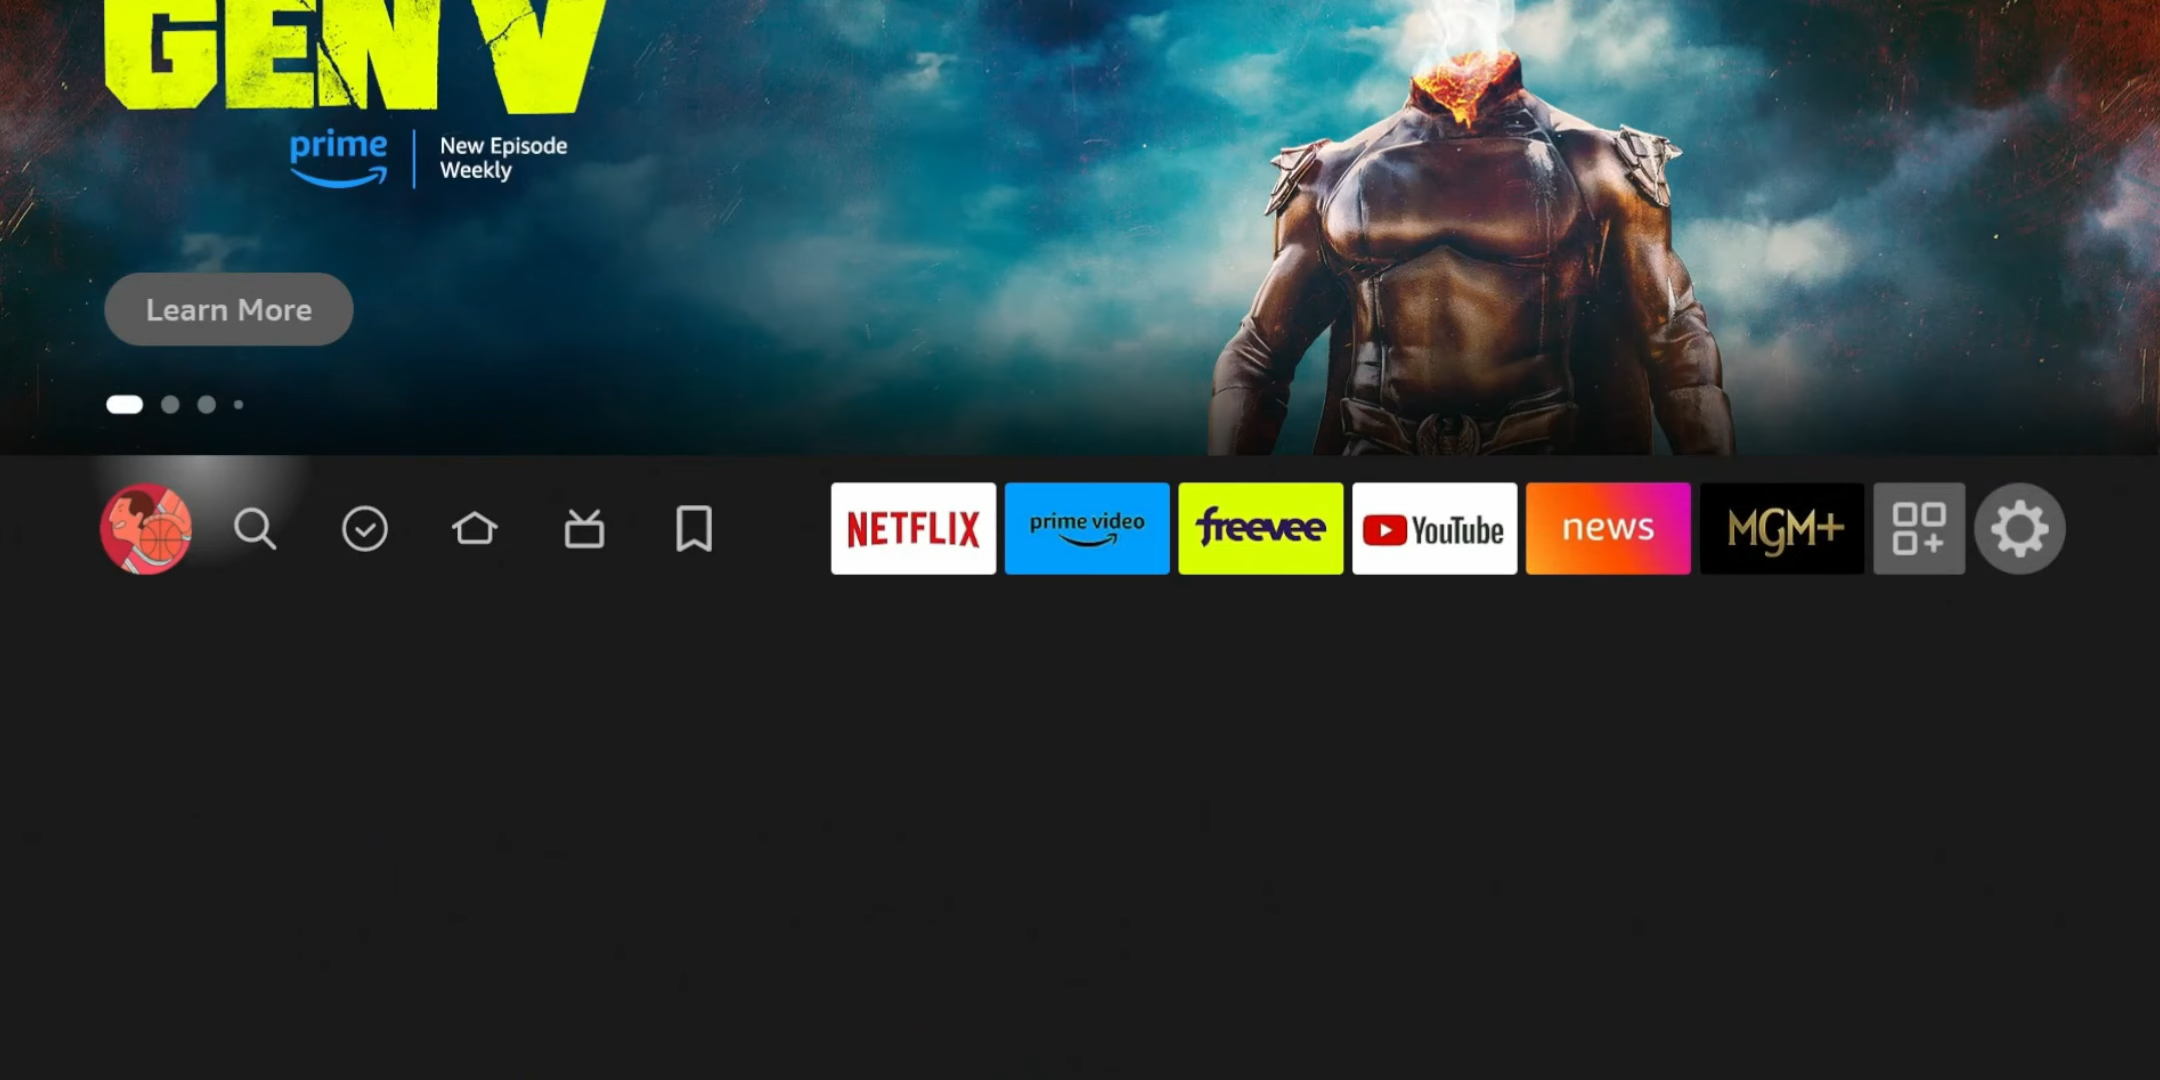 GEN V
prime
New Episode
Weekly
Learn More
NETFLIX
prime video
freevee
YouTube
news
MGM+